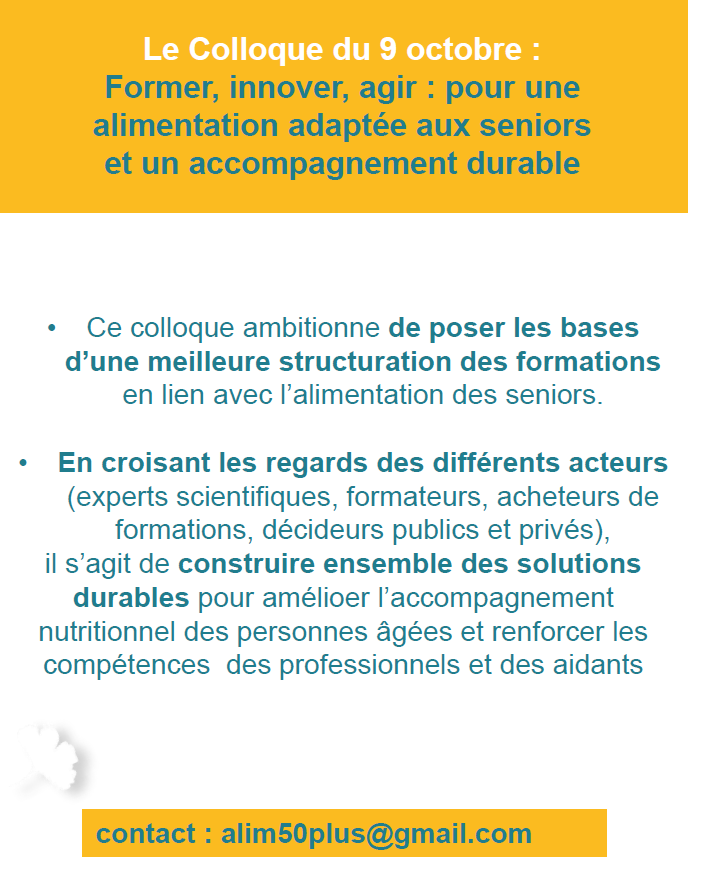 Le Colloque du 9 octobre :
Former, innover, agir : pour une
alimentation adaptée aux seniors
et un accompagnement durable
• Ce colloque ambitionne de poser les bases
d’une meilleure structuration des formations
en lien avec l’alimentation des seniors.
• En croisant les regards des différents acteurs
(experts scientifiques, formateurs, acheteurs de
formations, décideurs publics et privés),
il s’agit de construire ensemble des solutions
durables pour amélioer l’accompagnement
nutritionnel des personnes âgées et renforcer les
compétences  des professionnels et des aidants
contact : alim50plus@gmail.com